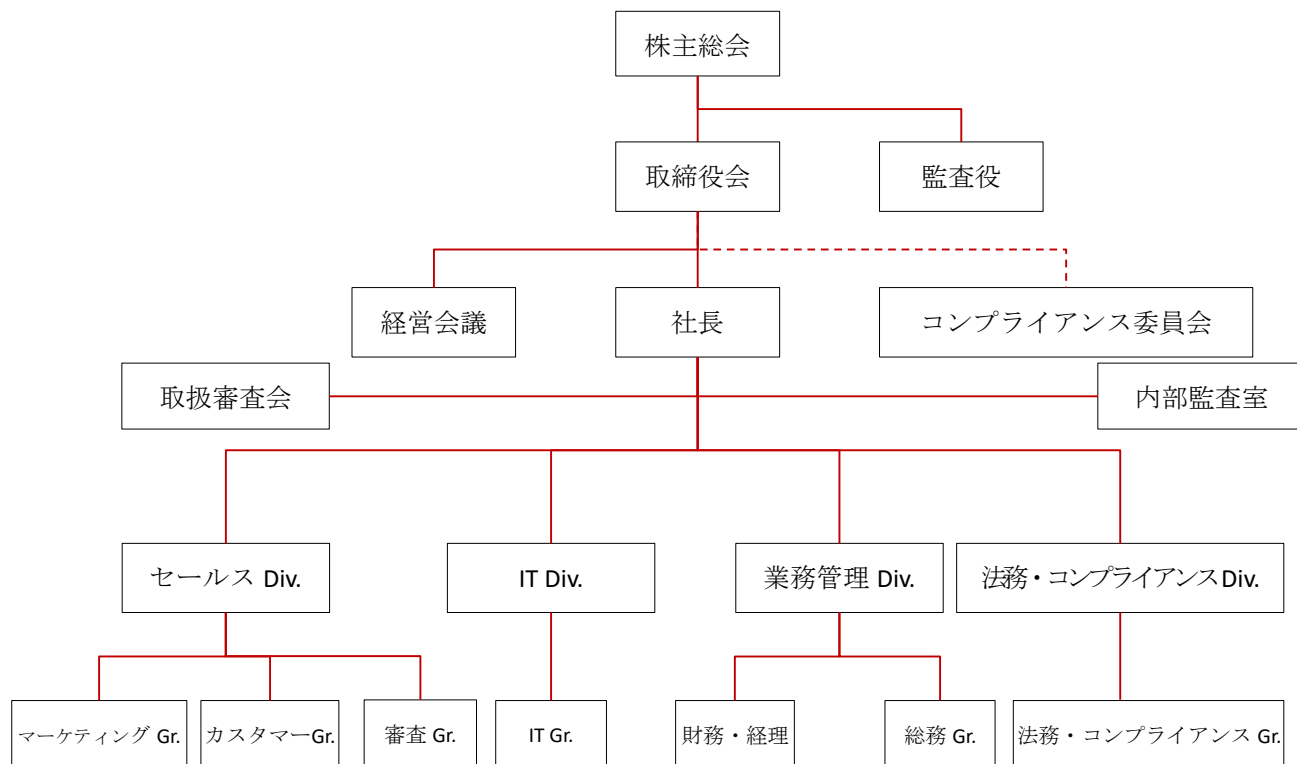 株主総会
取締役会
監査役
経営会議
社長
コンプライアンス委員会
取扱審査会
内部監査室
セールス Div.
IT Div.
業務管理 Div.
法務・コンプライアンス Div.
マーケティング Gr.
カスタマーGr.
審査 Gr.
IT Gr.
財務・経理
総務 Gr.
法務・コンプライアンス Gr.